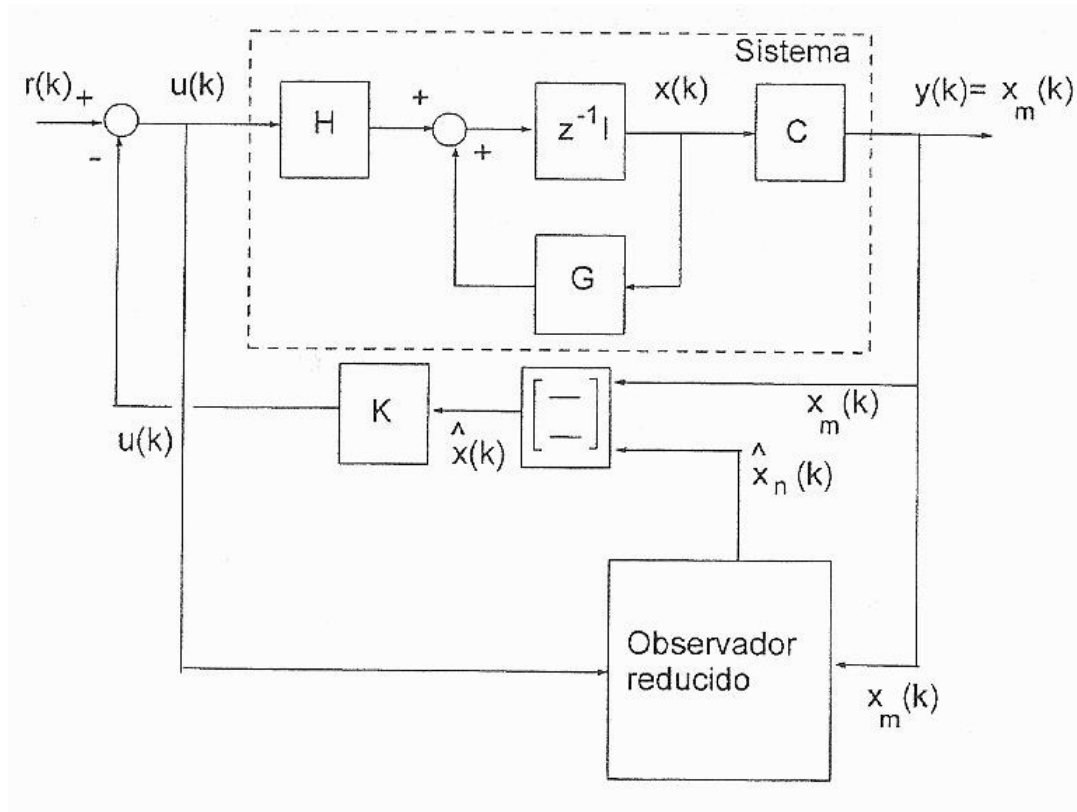 Sistema
r(k)
+
-
u(k)
H
+
+
z⁻¹I
x(k)
C
y(k)= x_m(k)
G
K
x̂(k)
x_m(k)
x̂_n(k)
u(k)
Observador
reducido
x_m(k)